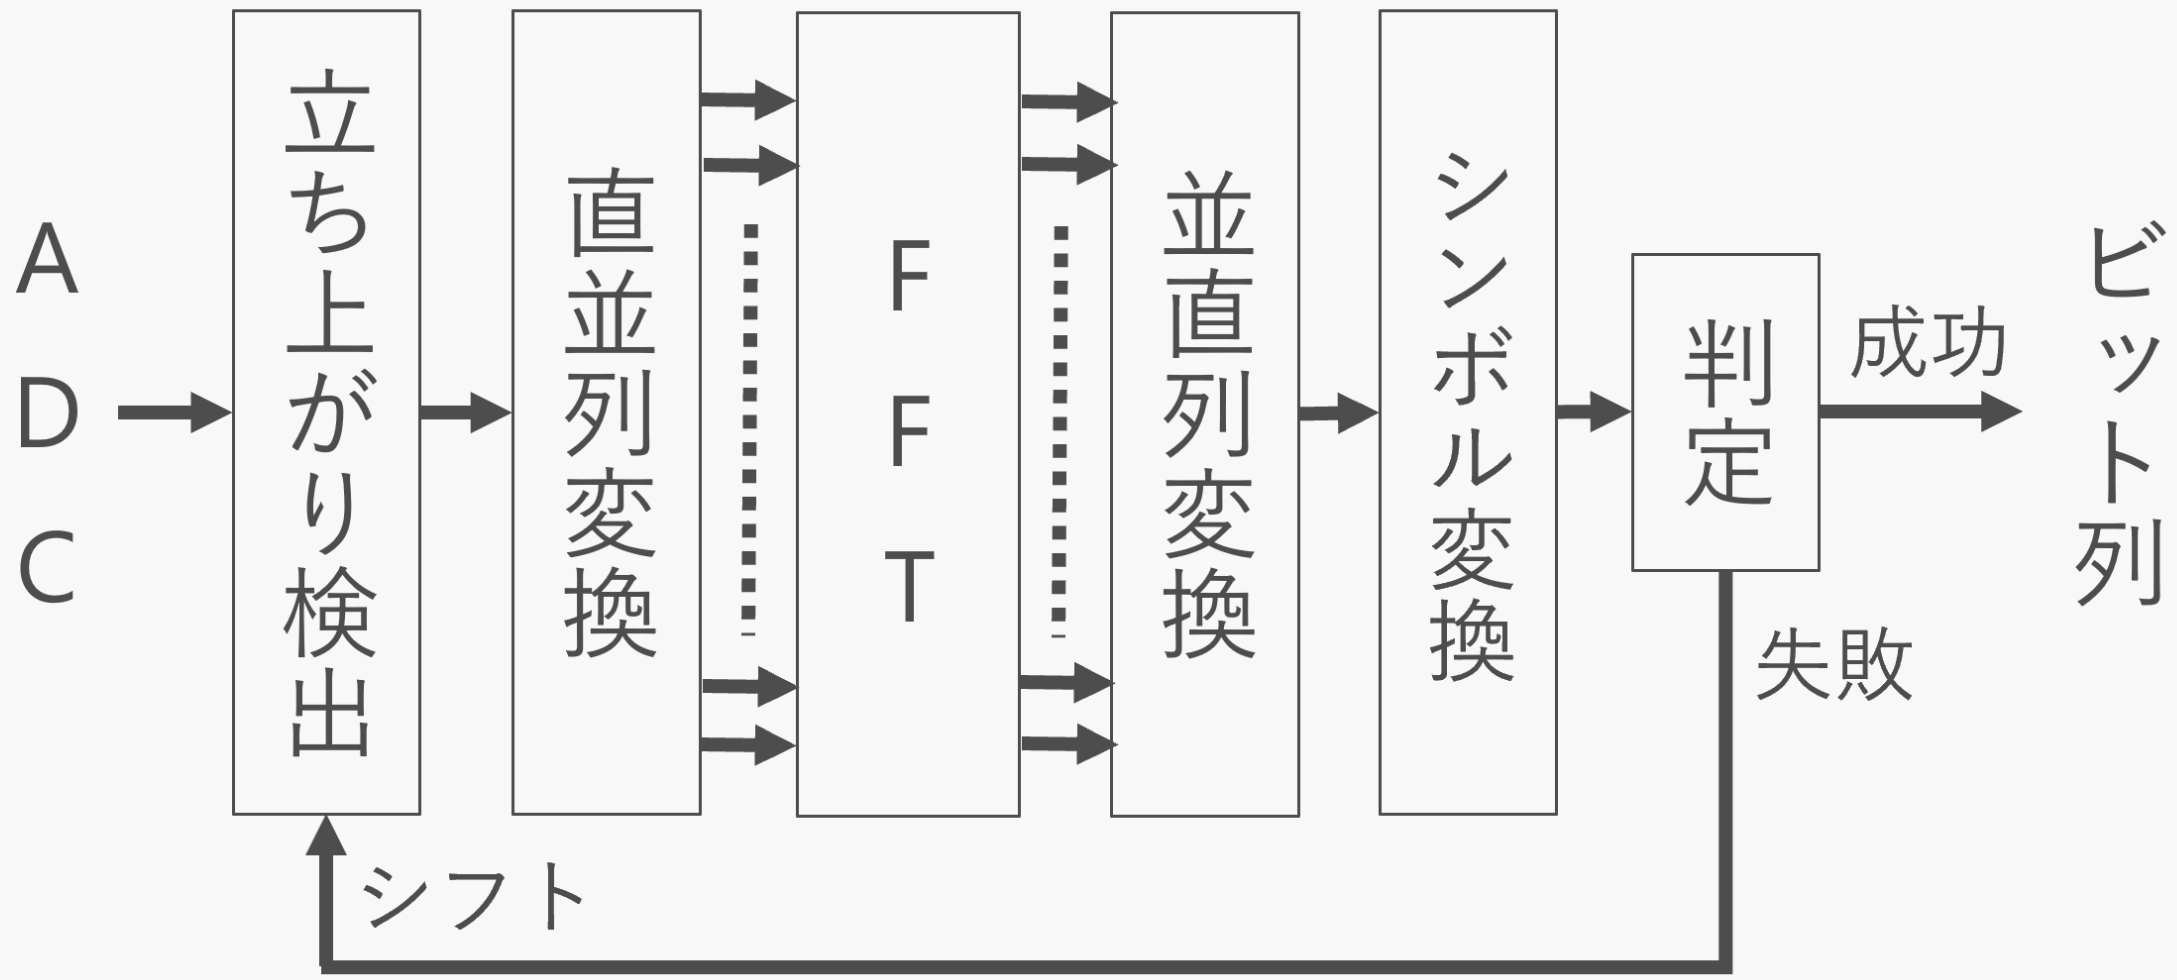 ADC
立ち上がり検出
直並列変換
FFT
並直列変換
シンボル変換
判定
成功
ビット列
失敗
シフト